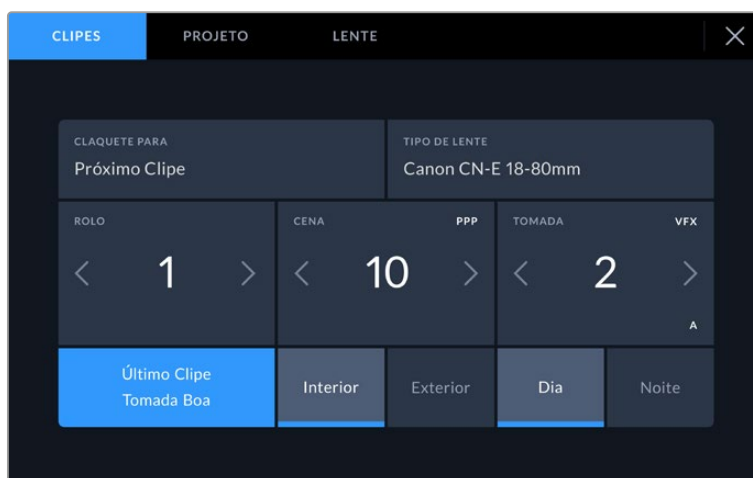 CLIPES PROJETO LENTE
CLAQUETE PARA TIPO DE LENTE
Próximo Clipe Canon CN-E 18-80mm
ROLO CENA PPP TOMADA VFX
1 10 2
A
Último Clipe
Tomada Boa
Interior Exterior Dia Noite